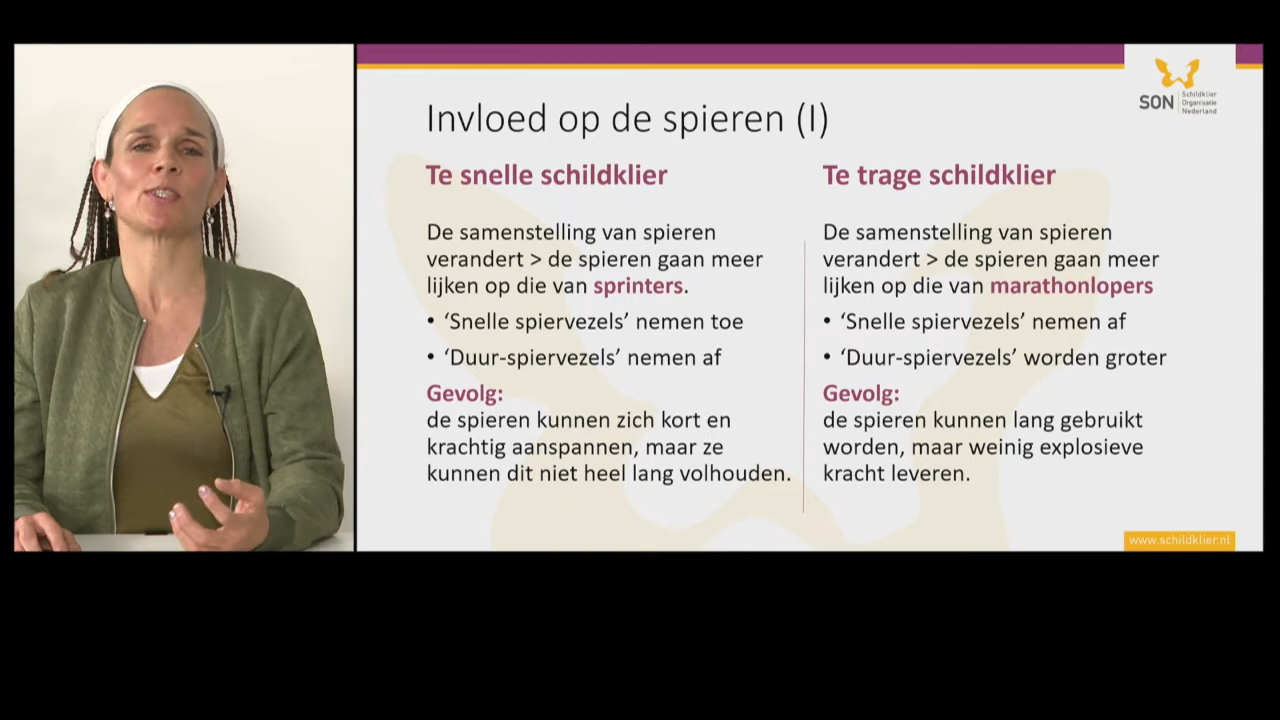 SON
Schildklier
Organisatie
Nederland
Invloed op de spieren (I)
Te snelle schildklier
De samenstelling van spieren
verandert > de spieren gaan meer
lijken op die van sprinters.
• ‘Snelle spiervezels’ nemen toe
• ‘Duur-spiervezels’ nemen af
Gevolg:
de spieren kunnen zich kort en
krachtig aanspannen, maar ze
kunnen dit niet heel lang volhouden.
Te trage schildklier
De samenstelling van spieren
verandert > de spieren gaan meer
lijken op die van marathonlopers
• ‘Snelle spiervezels’ nemen af
• ‘Duur-spiervezels’ worden groter
Gevolg:
de spieren kunnen lang gebruikt
worden, maar weinig explosieve
kracht leveren.
www.schildklier.nl